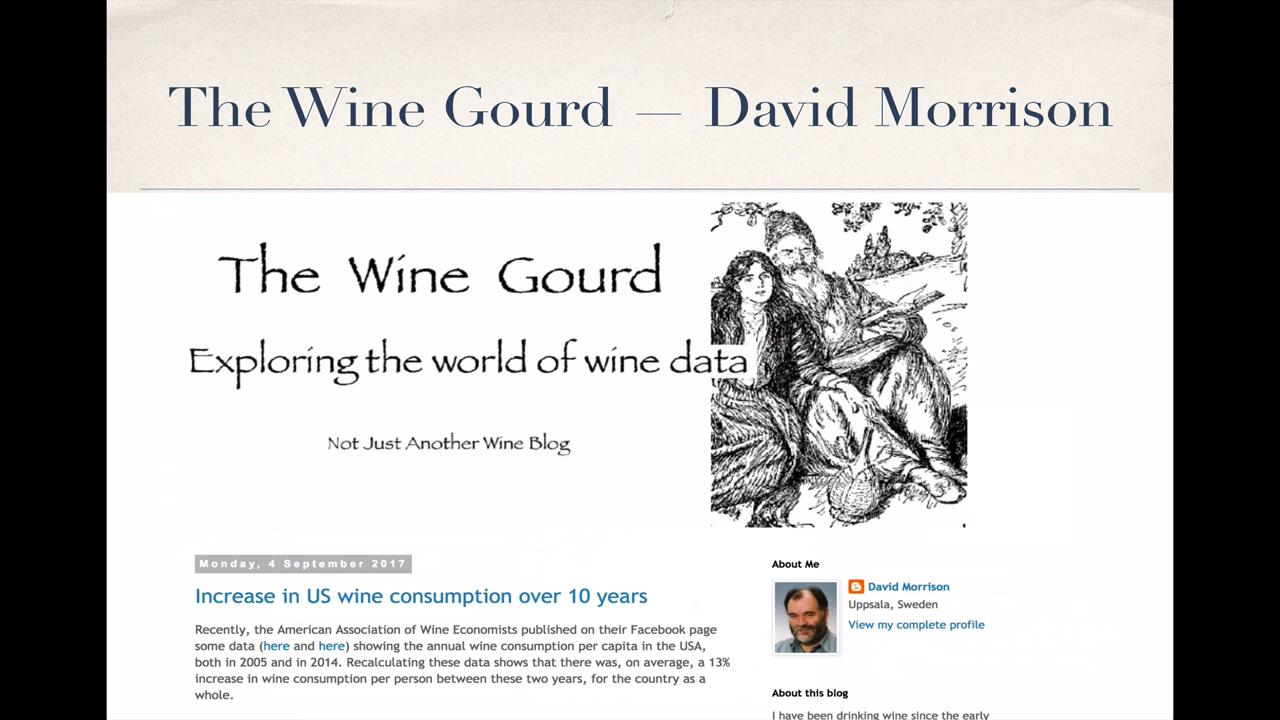 The Wine Gourd — David Morrison
The Wine Gourd
Exploring the world of wine data
Not Just Another Wine Blog
Monday, 4 September 2017
Increase in US wine consumption over 10 years
Recently, the American Association of Wine Economists published on their Facebook page
some data (here and here) showing the annual wine consumption per capita in the USA,
both in 2005 and in 2014. Recalculating these data shows that there was, on average, a 13%
increase in wine consumption per person between these two years, for the country as a
whole.
About Me
David Morrison
Uppsala, Sweden
View my complete profile
About this blog
I have been drinking wine since the early